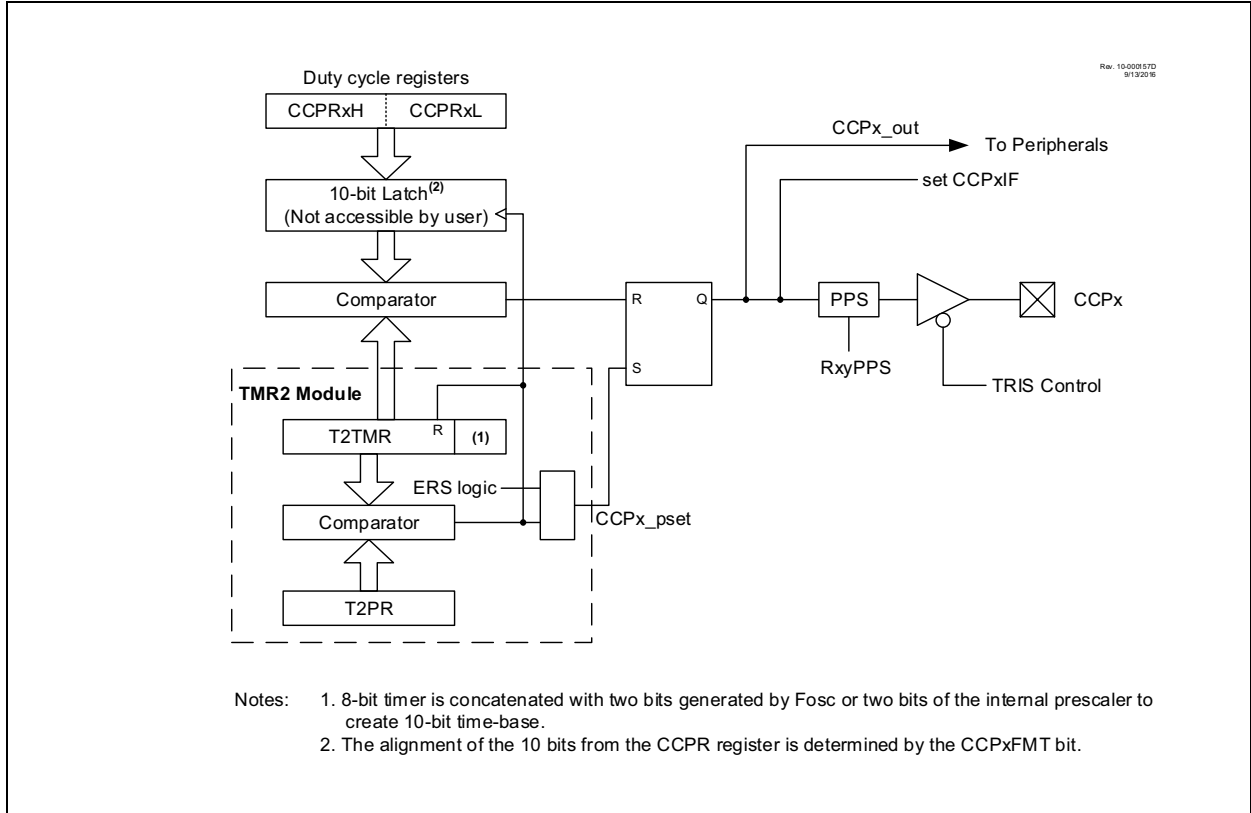 Rev. 10-000157D
9/13/2016
Duty cycle registers
CCPRxH CCPRxL
CCPx_out
To Peripherals
set CCPxIF
10-bit Latch(2)
(Not accessible by user)
Comparator
R Q
PPS
CCPx
S
RxyPPS
TRIS Control
TMR2 Module
T2TMR R (1)
ERS logic
Comparator
CCPx_pset
T2PR
Notes: 1. 8-bit timer is concatenated with two bits generated by Fosc or two bits of the internal prescaler to
create 10-bit time-base.
2. The alignment of the 10 bits from the CCPR register is determined by the CCPxFMT bit.